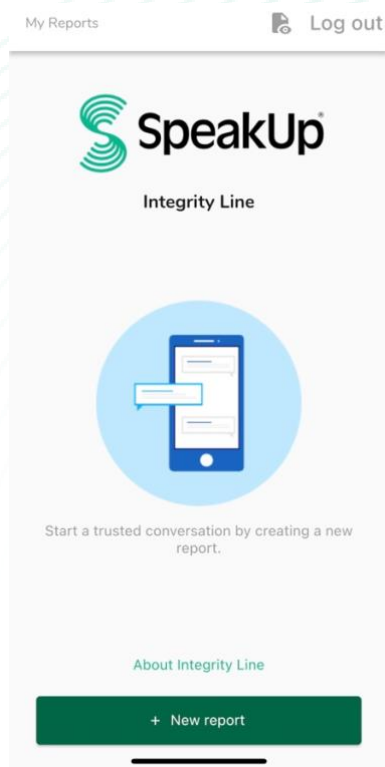 My Reports
Log out
SpeakUp
Integrity Line
Start a trusted conversation by creating a new
report.
About Integrity Line
+ New report